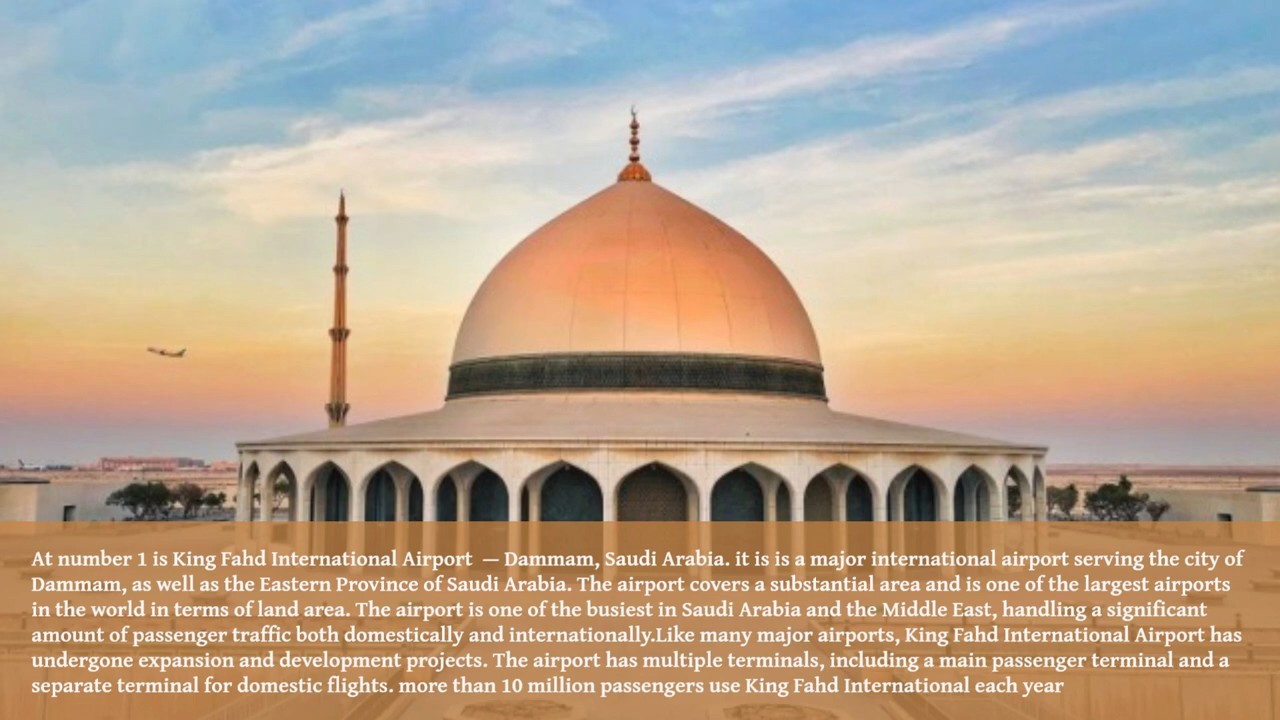 At number 1 is King Fahd International Airport — Dammam, Saudi Arabia. it is is a major international airport serving the city of
Dammam, as well as the Eastern Province of Saudi Arabia. The airport covers a substantial area and is one of the largest airports
in the world in terms of land area. The airport is one of the busiest in Saudi Arabia and the Middle East, handling a significant
amount of passenger traffic both domestically and internationally.Like many major airports, King Fahd International Airport has
undergone expansion and development projects. The airport has multiple terminals, including a main passenger terminal and a
separate terminal for domestic flights. more than 10 million passengers use King Fahd International each year